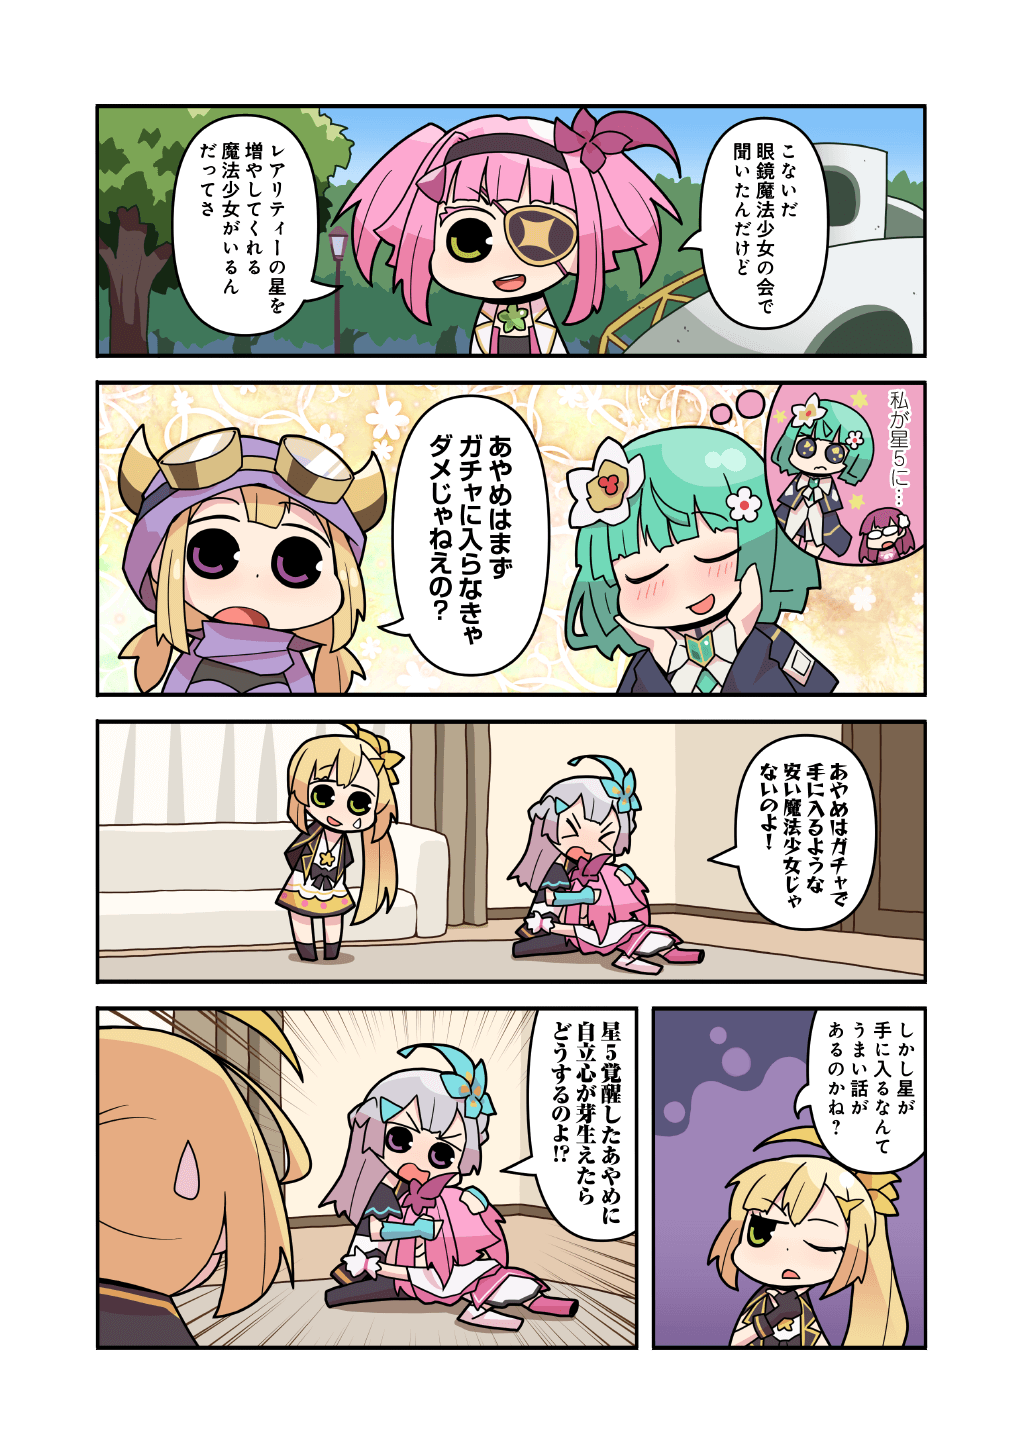 こないだ
眼鏡魔法少女の会で
聞いたんだけど
レアリティーの星を
増やしてくれる
魔法少女がいるん
だってさ
私が星5に…
あやめはまず
ガチャに入らなきゃ
ダメじゃねえの？
あやめはガチャで
手に入るような
安い魔法少女じゃ
ないのよ！
しかし星が
手に入るなんて
うまい話が
あるのかね？
星5覚醒したあやめに
自立心が芽生えたら
どうするのよ!?